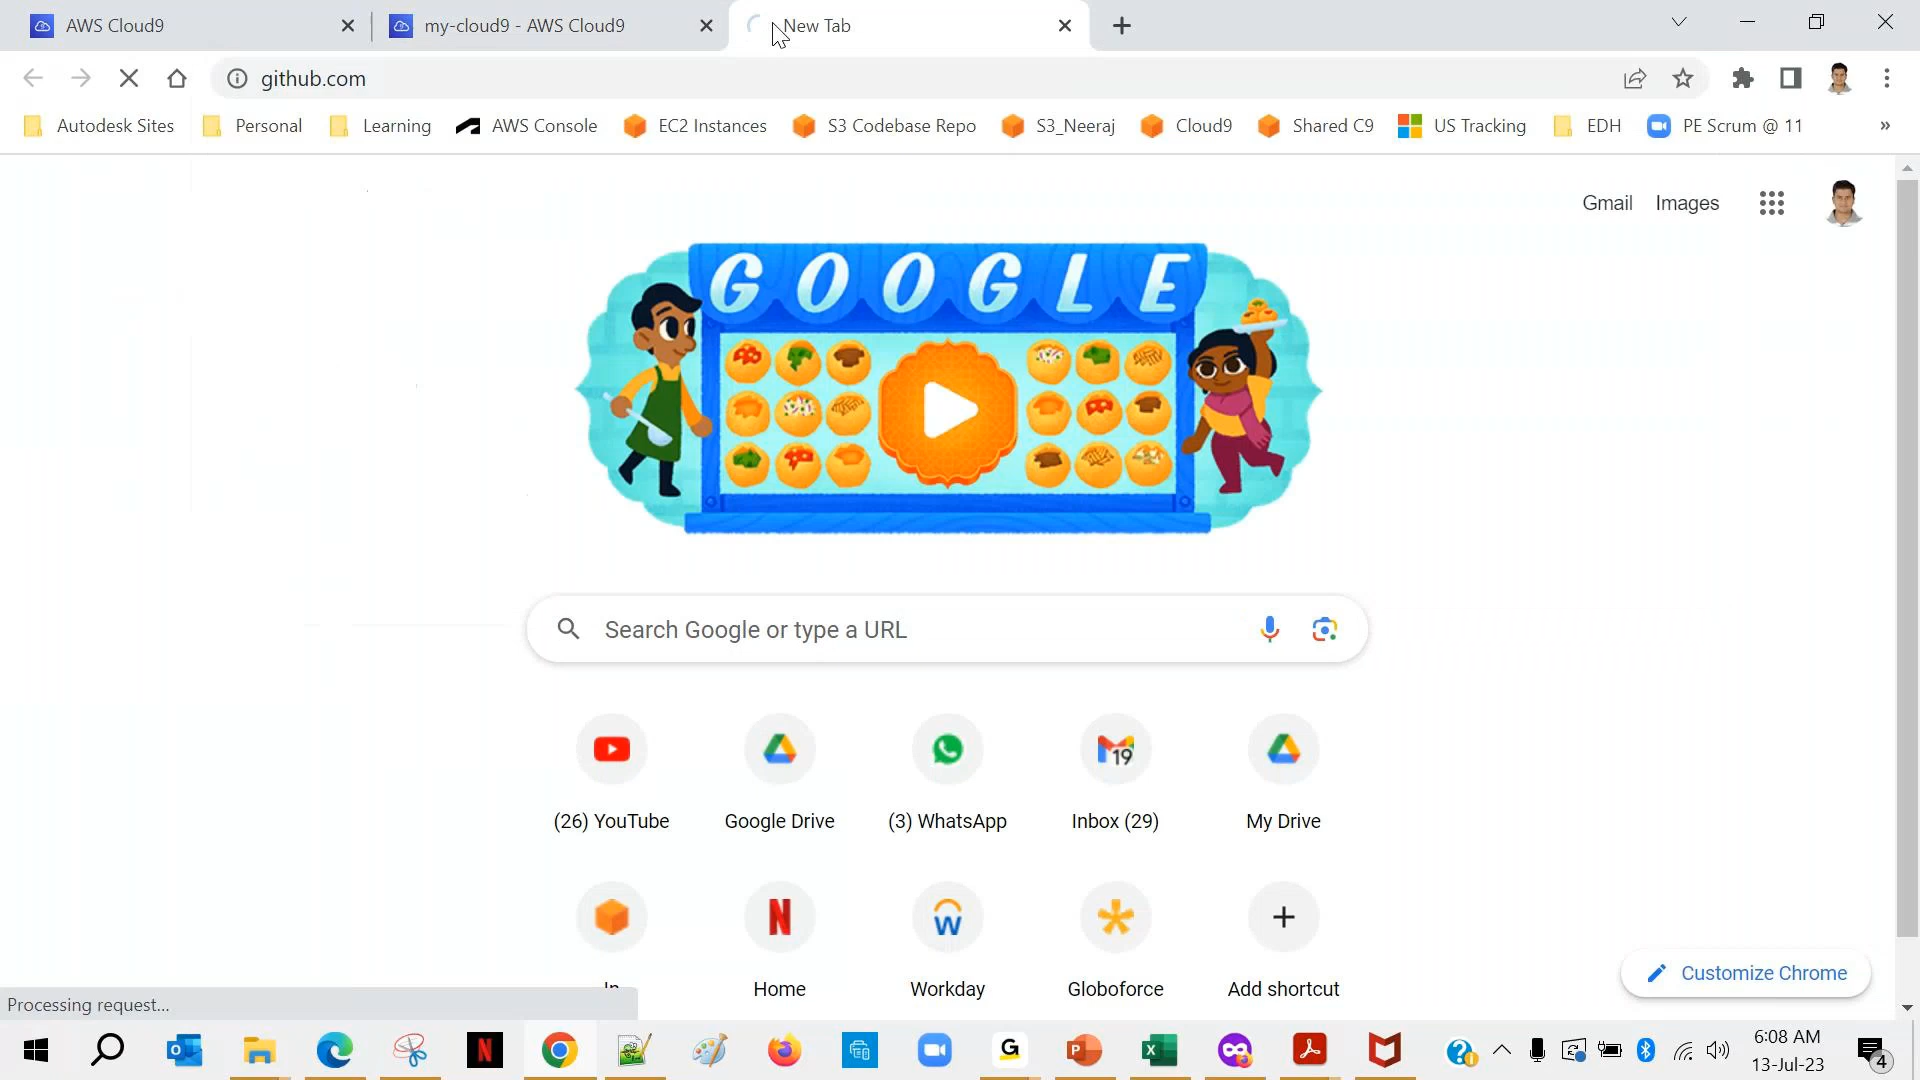 AWS Cloud9
my-cloud9 - AWS Cloud9
New Tab
github.com
Autodesk Sites
Personal
Learning
AWS Console
EC2 Instances
S3 Codebase Repo
S3_Neeraj
Cloud9
Shared C9
US Tracking
EDH
PE Scrum @ 11
»
Gmail
Images
GOOGLE
Search Google or type a URL
19
(26) YouTube
Google Drive
(3) WhatsApp
Inbox (29)
My Drive
Home
Workday
Globoforce
Add shortcut
Customize Chrome
Processing request...
6:08 AM
13-Jul-23
4